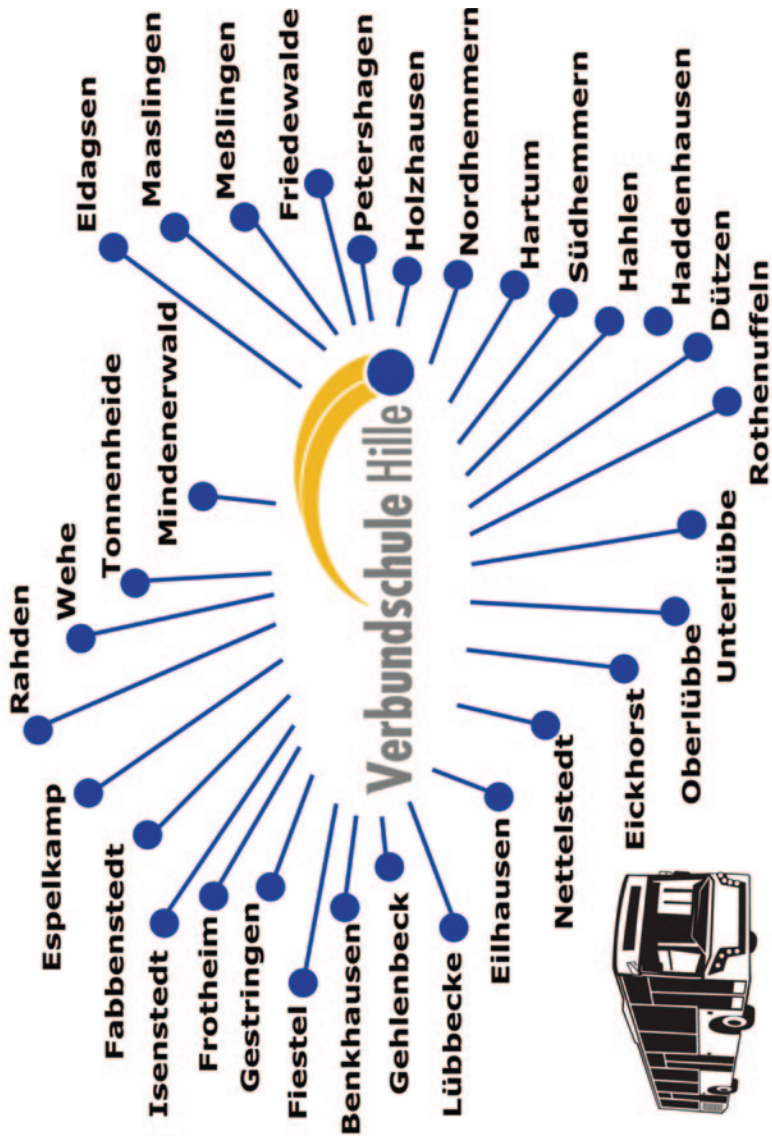 Rahden
Wehe
Tonnenheide
Mindenerwald
Eldagsen
Maaslingen
Meßlingen
Friedewalde
Petershagen
Holzhausen
Nordhemmern
Hartum
Südhemmern
Hahlen
Haddenhausen
Dützen
Rothenuffeln
Unterlübbe
Oberlübbe
Eickhorst
Nettelstedt
Eilhausen
Lübbecke
Gehlenbeck
Benkhausen
Fiestel
Gestringen
Frotheim
Isenstedt
Fabbenstedt
Espelkamp
Verbundschule Hille